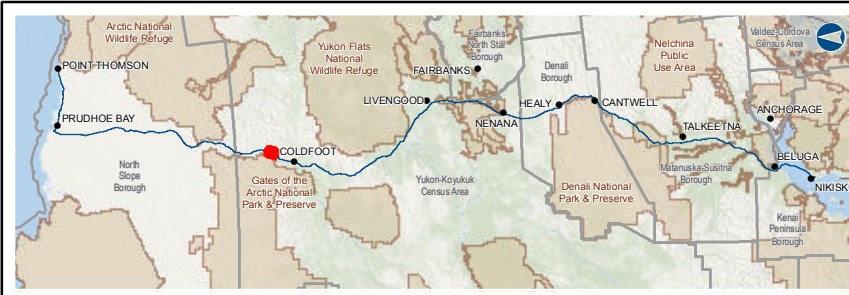 Arctic National
Wildlife Refuge
Yukon Flats
National
Wildlife Refuge
Fairbanks
North Star
Borough
Denali
Borough
Nelchina
Public
Use Area
Valdez-Cordova
Census Area
POINT THOMSON
PRUDHOE BAY
COLDFOOT
LIVENGOOD
FAIRBANKS
NENANA
HEALY
CANTWELL
TALKEETNA
ANCHORAGE
BELUGA
NIKISK
North
Slope
Borough
Gates of the
Arctic National
Park & Preserve
Yukon-Koyukuk
Census Area
Denali National
Park & Preserve
Matanuska-Susitna
Borough
Kenai
Peninsula
Borough